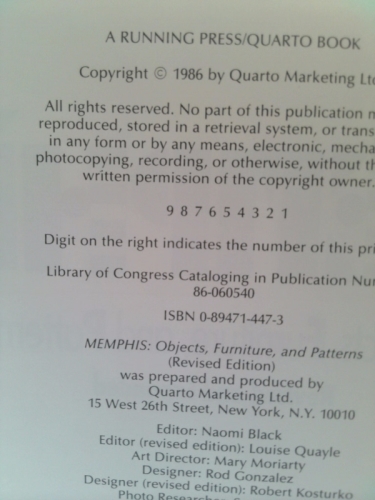 A RUNNING PRESS/QUARTO BOOK
Copyright © 1986 by Quarto Marketing Ltd
All rights reserved. No part of this publication
reproduced, stored in a retrieval system, or
in any form or by any means, electronic,
photocopying, recording, or otherwise, without
written permission of the copyright owner.
9 8 7 6 5 4 3 2 1
Digit on the right indicates the number of this
Library of Congress Cataloging in Publication
86-060540
ISBN 0-89471-447-3
MEMPHIS: Objects, Furniture, and Patterns
(Revised Edition)
was prepared and produced by
Quarto Marketing Ltd.
15 West 26th Street, New York, N.Y. 10010
Editor: Naomi Black
Editor (revised edition): Louise Quayle
Art Director: Mary Moriarty
Designer: Rod Gonzalez
Designer (revised edition): Robert Kosturko
Photo